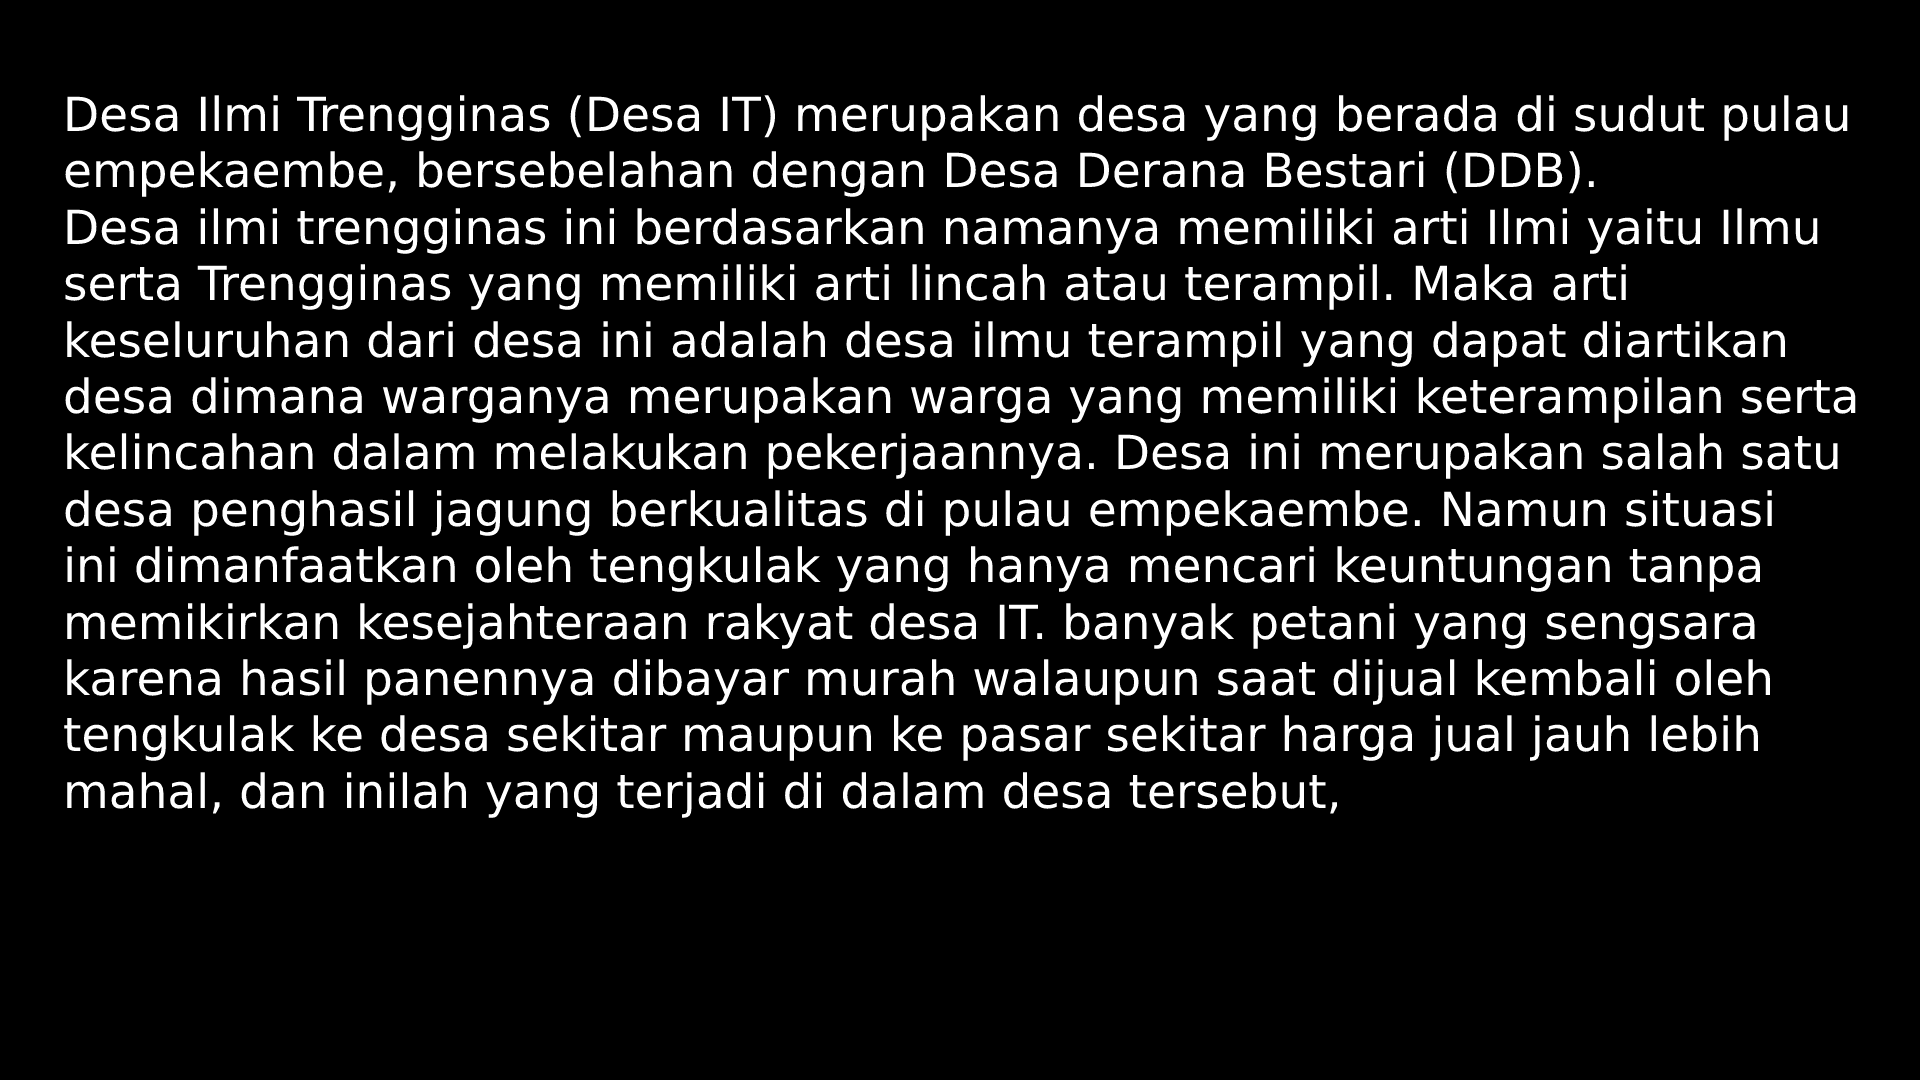 Desa Ilmi Trengginas (Desa IT) merupakan desa yang berada di sudut pulau
empekaembe, bersebelahan dengan Desa Derana Bestari (DDB).
Desa ilmi trengginas ini berdasarkan namanya memiliki arti Ilmi yaitu Ilmu
serta Trengginas yang memiliki arti lincah atau terampil. Maka arti
keseluruhan dari desa ini adalah desa ilmu terampil yang dapat diartikan
desa dimana warganya merupakan warga yang memiliki keterampilan serta
kelincahan dalam melakukan pekerjaannya. Desa ini merupakan salah satu
desa penghasil jagung berkualitas di pulau empekaembe. Namun situasi
ini dimanfaatkan oleh tengkulak yang hanya mencari keuntungan tanpa
memikirkan kesejahteraan rakyat desa IT. banyak petani yang sengsara
karena hasil panennya dibayar murah walaupun saat dijual kembali oleh
tengkulak ke desa sekitar maupun ke pasar sekitar harga jual jauh lebih
mahal, dan inilah yang terjadi di dalam desa tersebut,